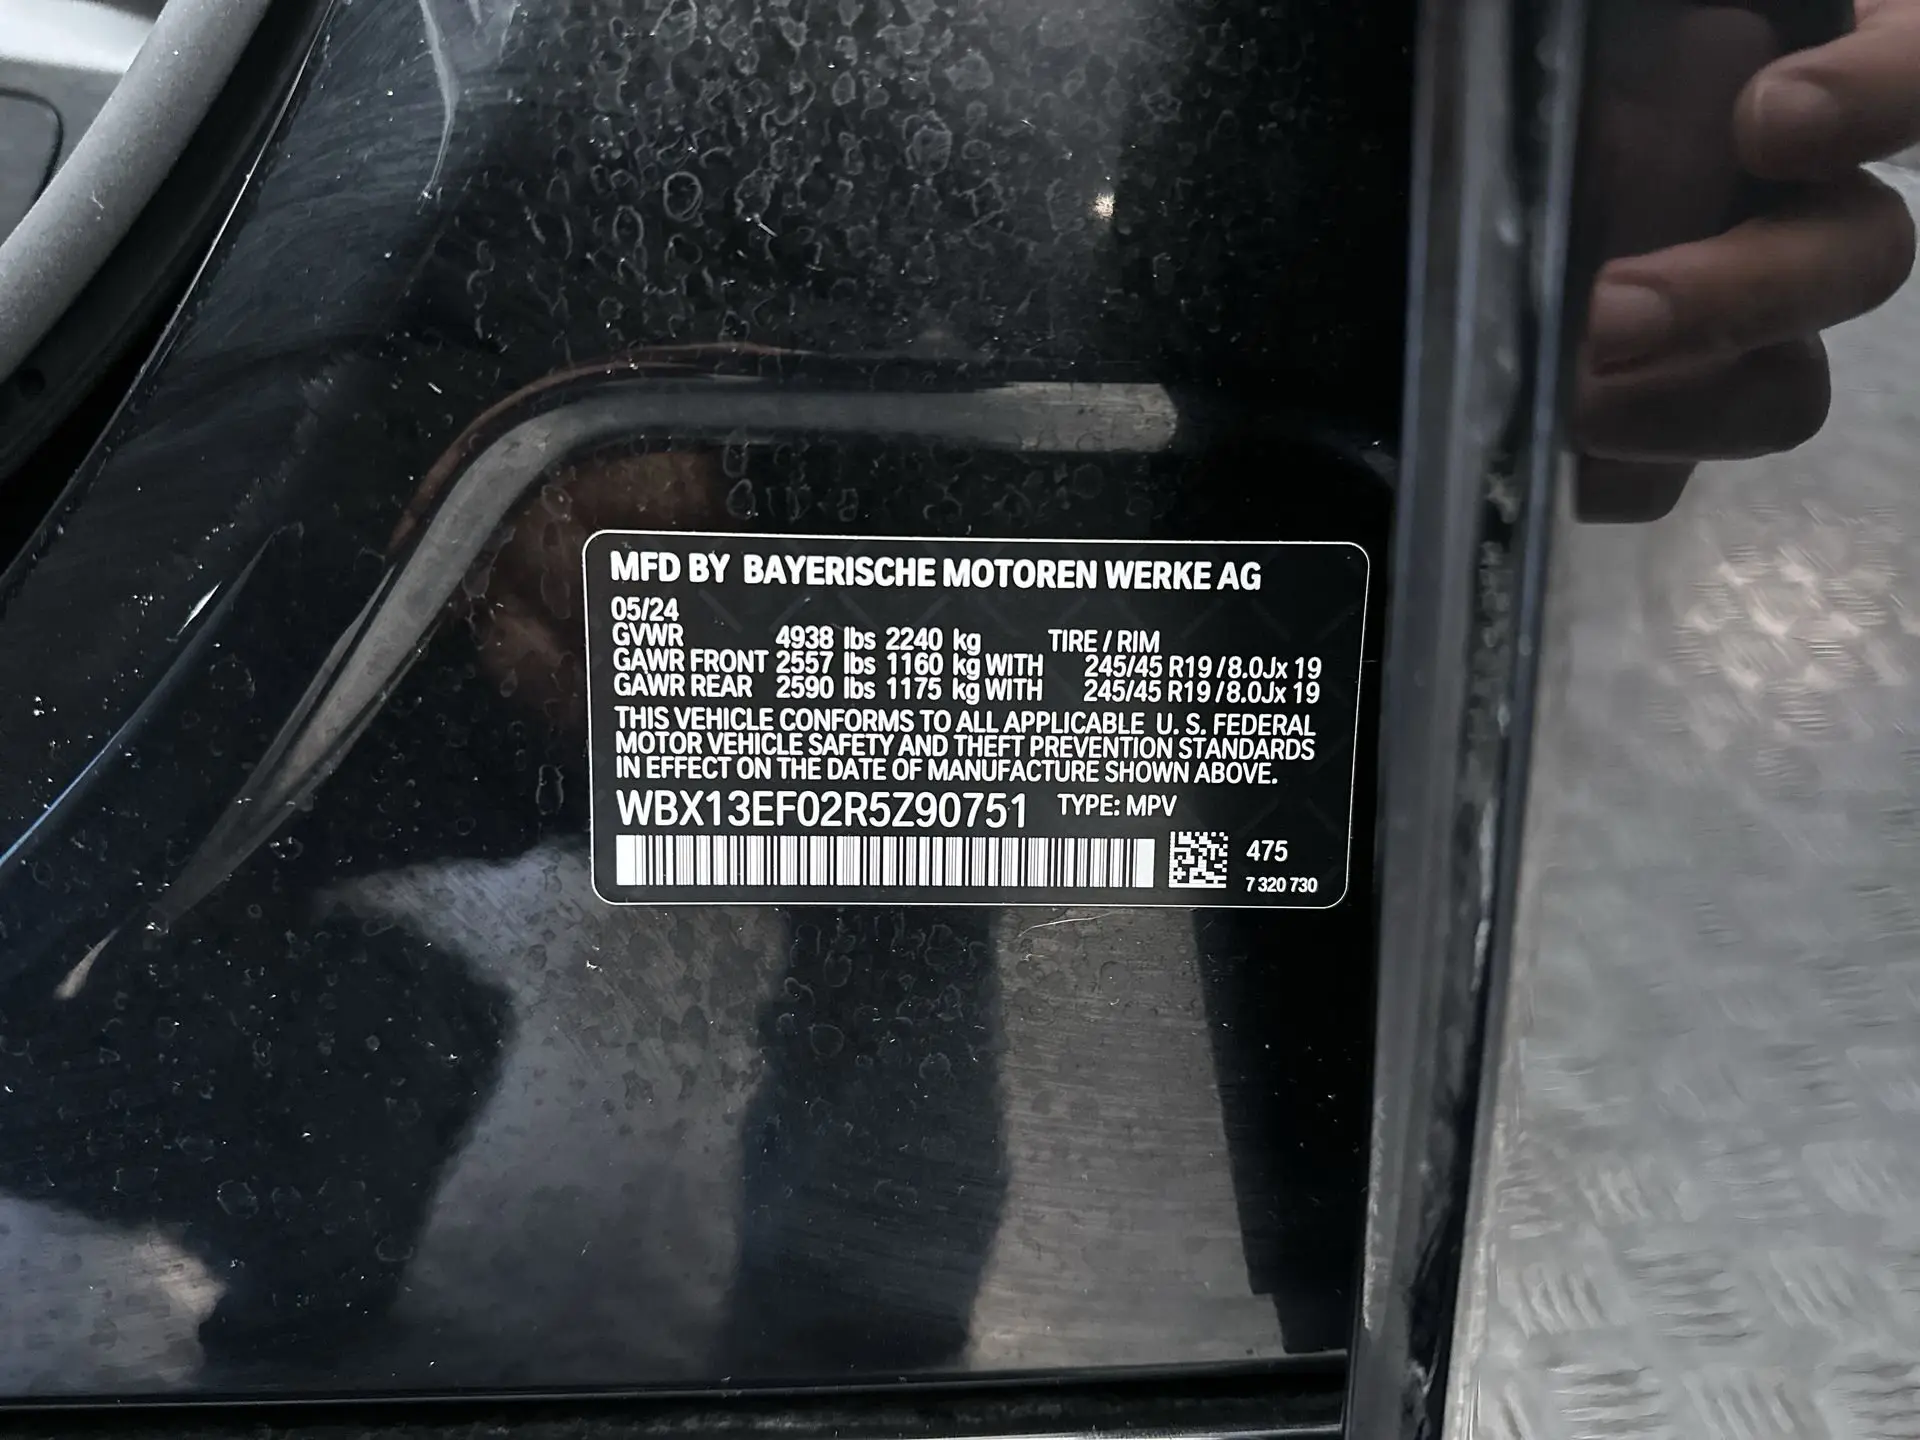 MFD BY BAYERISCHE MOTOREN WERKE AG
05/24
GVWR 4938 lbs 2240 kg TIRE / RIM
GAWR FRONT 2557 lbs 1160 kg WITH 245/45 R19 / 8.0Jx 19
GAWR REAR 2590 lbs 1175 kg WITH 245/45 R19 / 8.0Jx 19
THIS VEHICLE CONFORMS TO ALL APPLICABLE U. S. FEDERAL
MOTOR VEHICLE SAFETY AND THEFT PREVENTION STANDARDS
IN EFFECT ON THE DATE OF MANUFACTURE SHOWN ABOVE.
WBX13EF02R5Z90751 TYPE: MPV
475
7 320 730